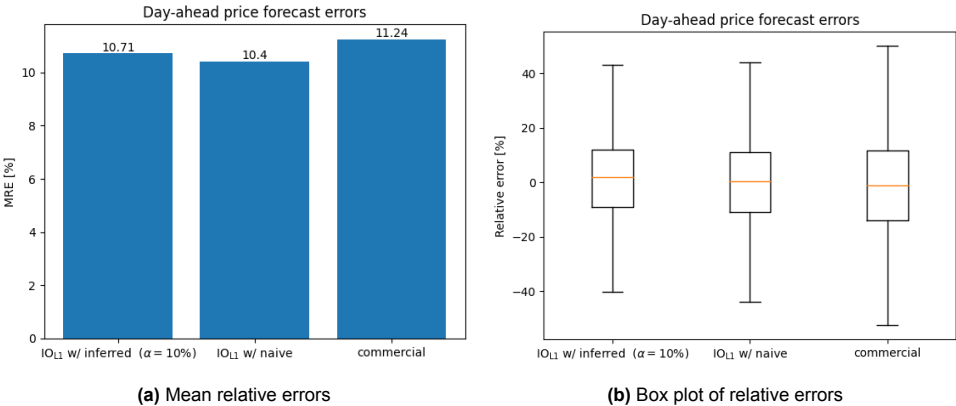 Day-ahead price forecast errors
10.71
10.4
11.24
MRE [%]
10
8
6
4
2
0
IO_L1 w/ inferred (α = 10%)
IO_L1 w/ naive
commercial
(a) Mean relative errors
Day-ahead price forecast errors
Relative error [%]
40
20
0
−20
−40
IO_L1 w/ inferred (α = 10%)
IO_L1 w/ naive
commercial
(b) Box plot of relative errors